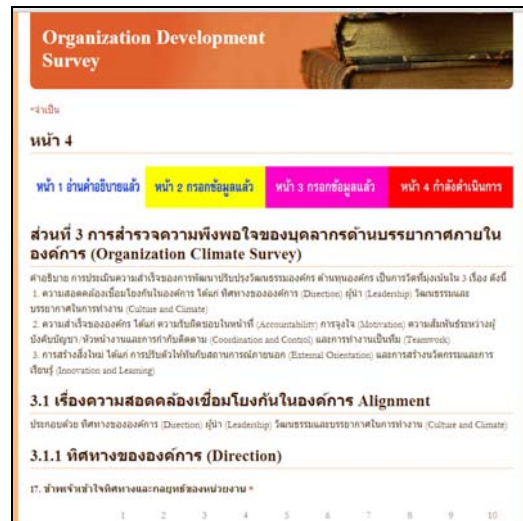 Organization Development
Survey
*จำเป็น
หน้า 4
หน้า 1 อ่านคำอธิบายแล้ว หน้า 2 กรอกข้อมูลแล้ว หน้า 3 กรอกข้อมูลแล้ว หน้า 4 กำลังดำเนินการ
ส่วนที่ 3 การสำรวจความพึงพอใจของบุคลากรด้านบรรยากาศภายใน
องค์การ (Organization Climate Survey)
คำอธิบาย การประเมินความสำเร็จของการพัฒนาปรับปรุงวัฒนธรรมองค์กร ด้านทุนองค์กร เป็นการวัดที่มุ่งเน้นใน 3 เรื่อง ดังนี้
1. ความสอดคล้องเชื่อมโยงกันในองค์การ ได้แก่ ทิศทางขององค์การ (Direction) ผู้นำ (Leadership) วัฒนธรรมและ
บรรยากาศในการทำงาน (Culture and Climate)
2. ความสำเร็จขององค์กร ได้แก่ ความรับผิดชอบในหน้าที่ (Accountability) การจูงใจ (Motivation) ความสัมพันธ์ระหว่างผู้
บังคับบัญชา/หัวหน้างานและการกำกับติดตาม (Coordination and Control) และการทำงานเป็นทีม (Teamwork)
3. การสร้างสิ่งใหม่ ได้แก่ การปรับตัวให้ทันกับสถานการณ์ภายนอก (External Orientation) และการสร้างนวัตกรรมและการ
เรียนรู้ (Innovation and Learning)
3.1 เรื่องความสอดคล้องเชื่อมโยงกันในองค์การ Alignment
ประกอบด้วย ทิศทางขององค์การ (Direction) ผู้นำ (Leadership) วัฒนธรรมและบรรยากาศในการทำงาน (Culture and Climate)
3.1.1 ทิศทางขององค์การ (Direction)
17. ข้าพเจ้าเข้าใจทิศทางและกลยุทธ์ของหน่วยงาน *
1 2 3 4 5 6 7 8 9 10